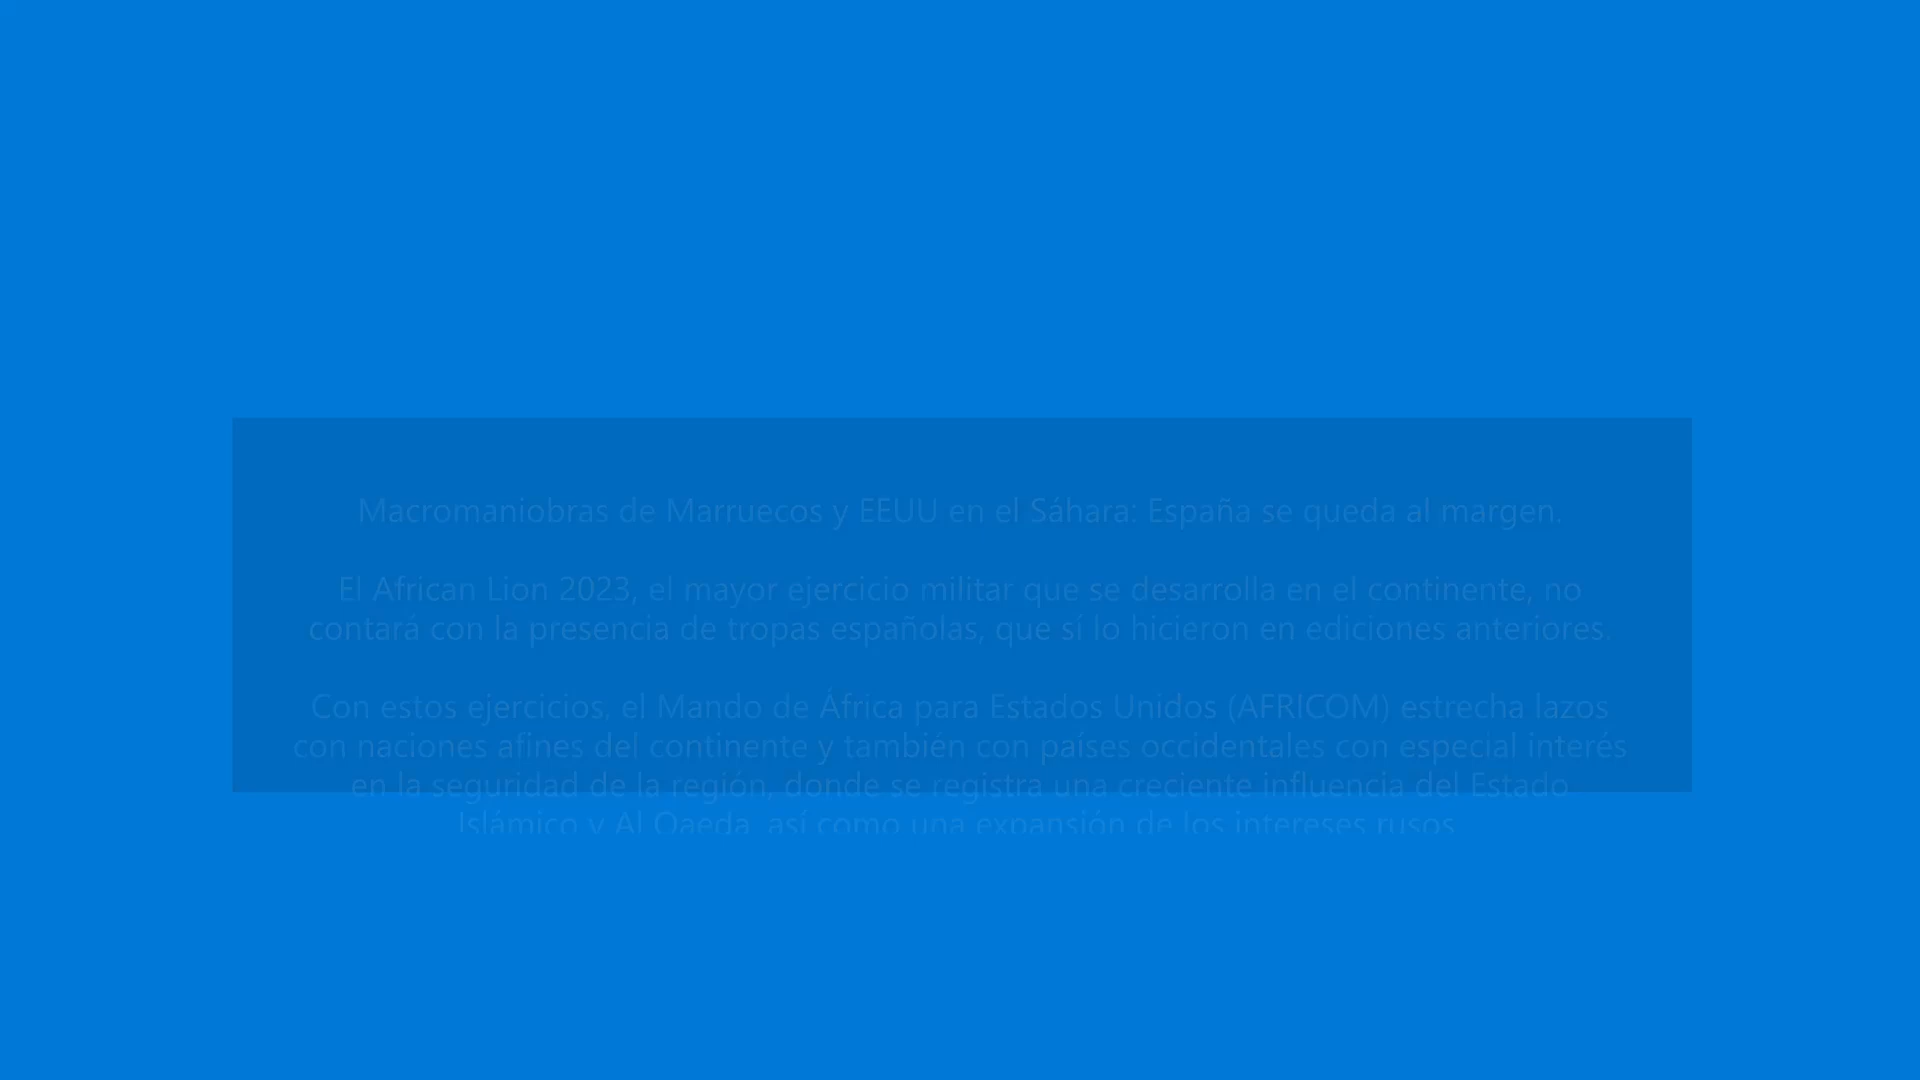 Macromaniobras de Marruecos y EEUU en el Sáhara: España se queda al margen.
El African Lion 2023, el mayor ejercicio militar que se desarrolla en el continente, no
contará con la presencia de tropas españolas, que sí lo hicieron en ediciones anteriores.
Con estos ejercicios, el Mando de África para Estados Unidos (AFRICOM) estrecha lazos
con naciones afines del continente y también con países occidentales con especial interés
en la seguridad de la región, donde se registra una creciente influencia del Estado
Islámico y Al Qaeda, así como una expansión de los intereses rusos